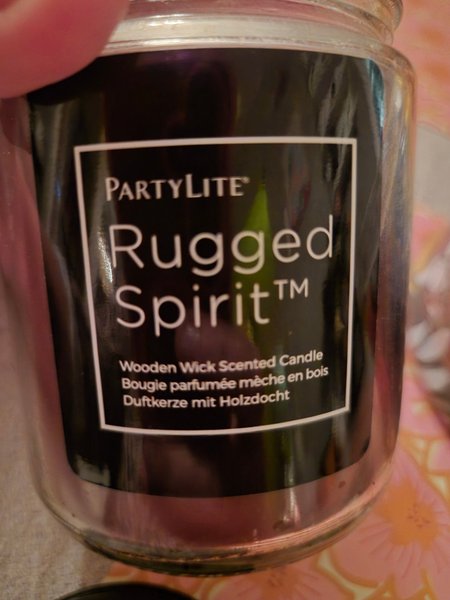 PARTYLITE®
Rugged
Spirit™
Wooden Wick Scented Candle
Bougie parfumée mèche en bois
Duftkerze mit Holzdocht